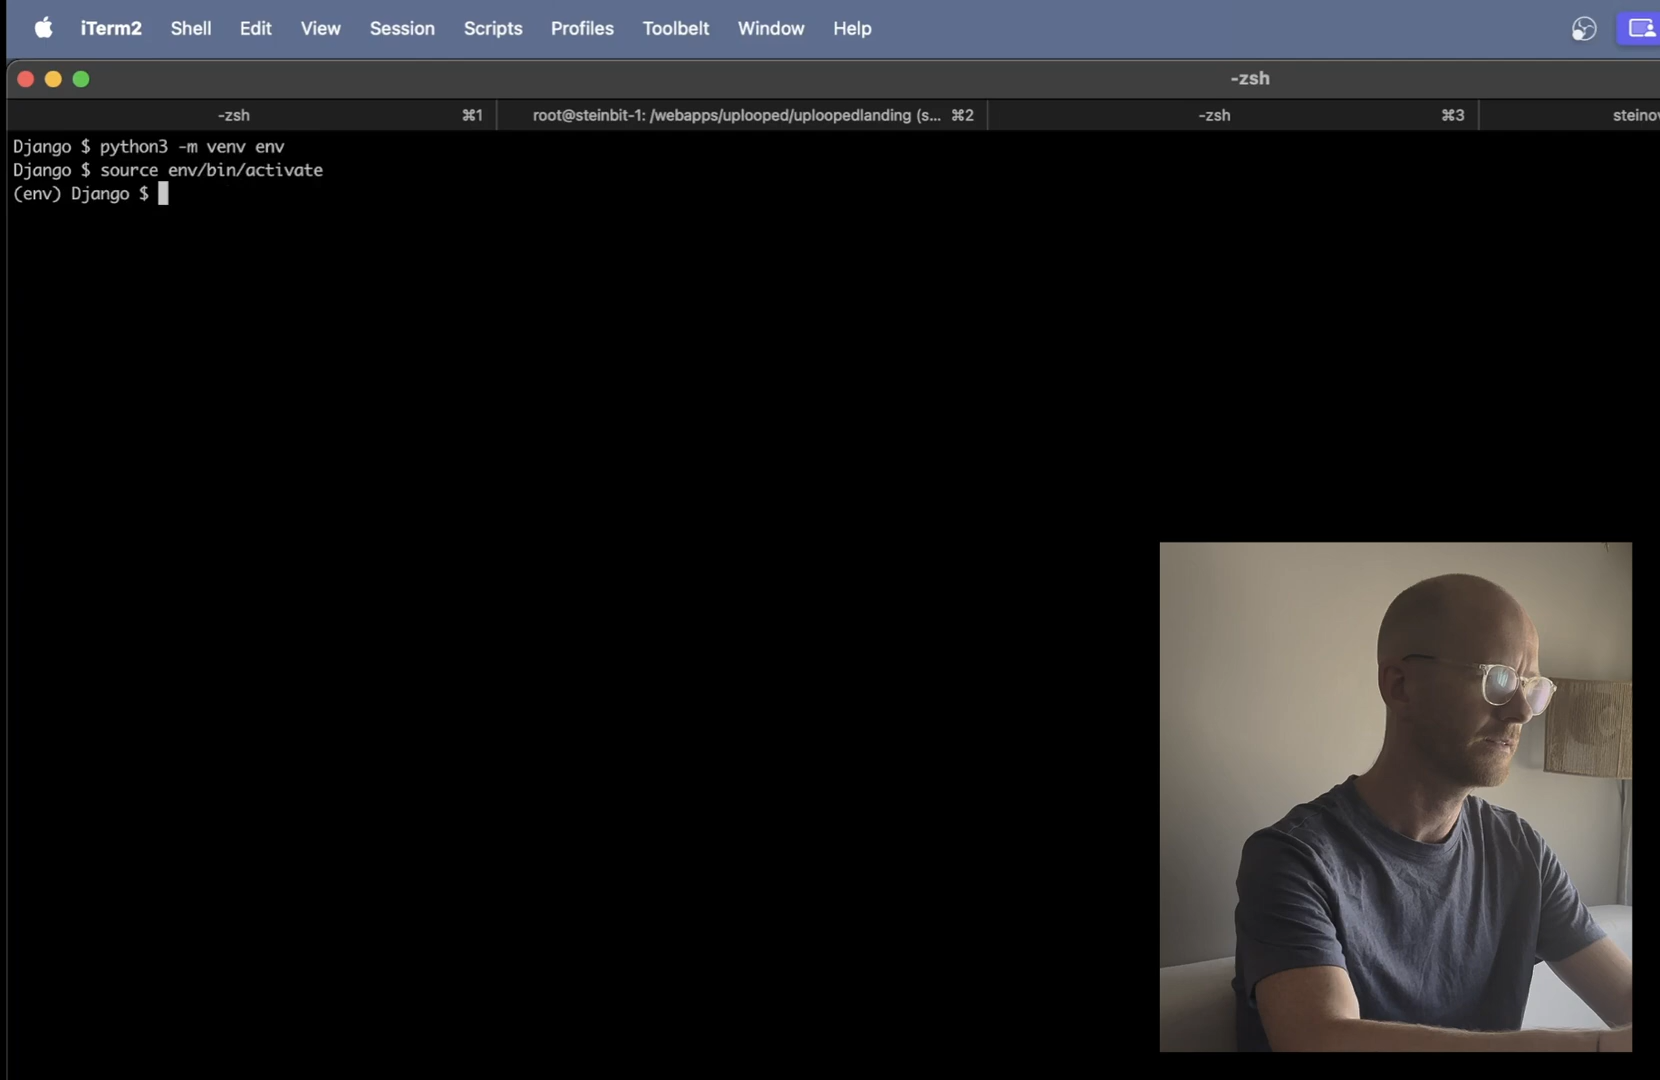 iTerm2 Shell Edit View Session Scripts Profiles Toolbelt Window Help
-zsh
-zsh ⌘1 root@steinbit-1: /webapps/uplooped/uploopedlanding (s... ⌘2 -zsh ⌘3 steinov
Django $ python3 -m venv env
Django $ source env/bin/activate
(env) Django $